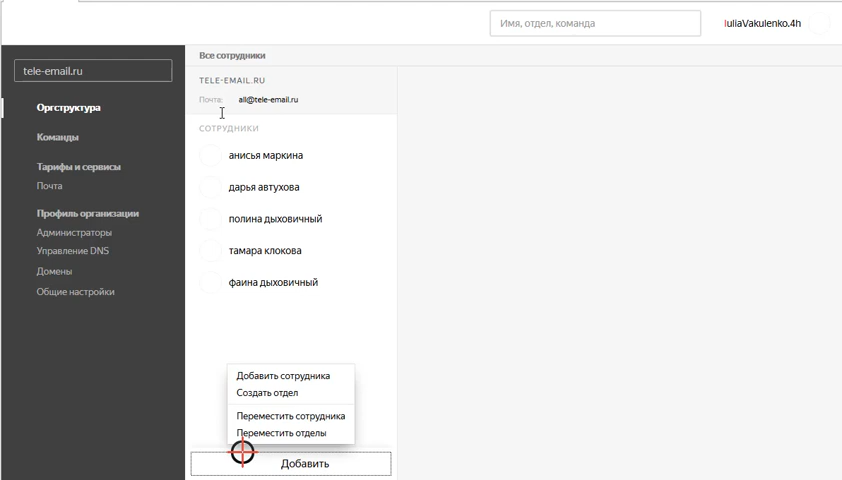 Имя, отдел, команда
IuliaVakulenko.4h
tele-email.ru
Оргструктура
Команды
Тарифы и сервисы
Почта
Профиль организации
Администраторы
Управление DNS
Домены
Общие настройки
Все сотрудники
TELE-EMAIL.RU
Почта: all@tele-email.ru
СОТРУДНИКИ
анисья маркина
дарья автухова
полина дыховичный
тамара клокова
фаина дыховичный
Добавить сотрудника
Создать отдел
Переместить сотрудника
Переместить отделы
Добавить